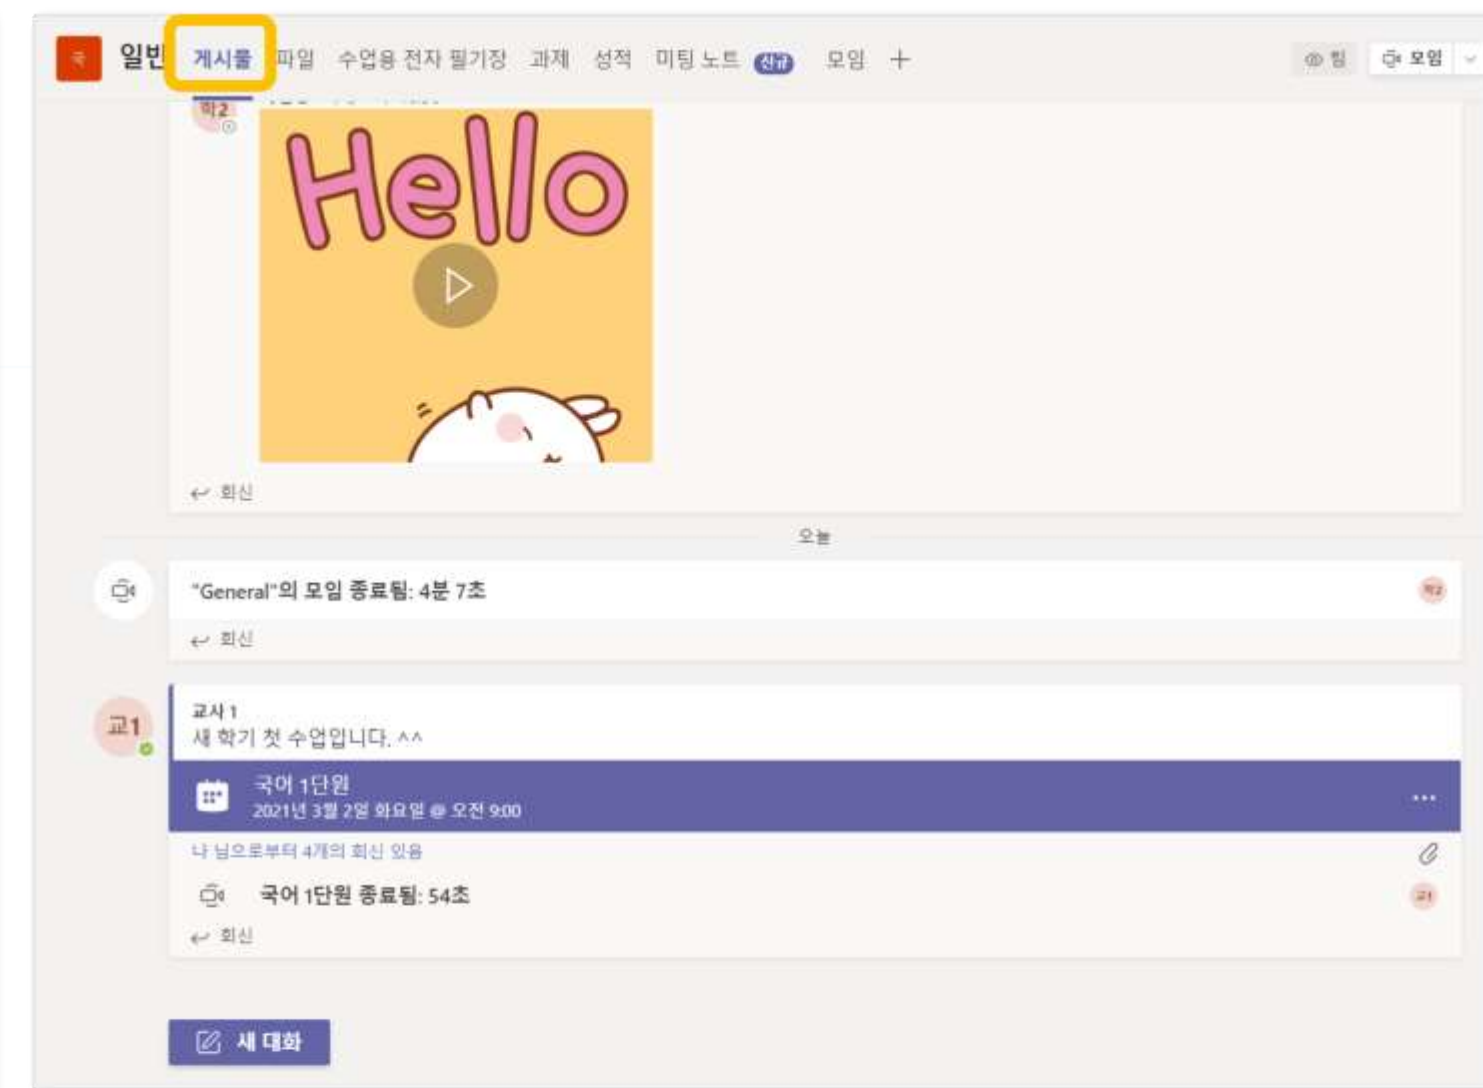 국 일반 게시물 파일 수업용 전자 필기장 과제 성적 미팅 노트 신규 모임 팀 모임
학2
Hello
회신
오늘
"General"의 모임 종료됨: 4분 7초 학2
회신
교1
교사 1
새 학기 첫 수업입니다. ^^
국어 1단원
2021년 3월 2일 화요일 @ 오전 9:00
나 님으로부터 4개의 회신 있음
국어 1단원 종료됨: 54초 교1
회신
새 대화